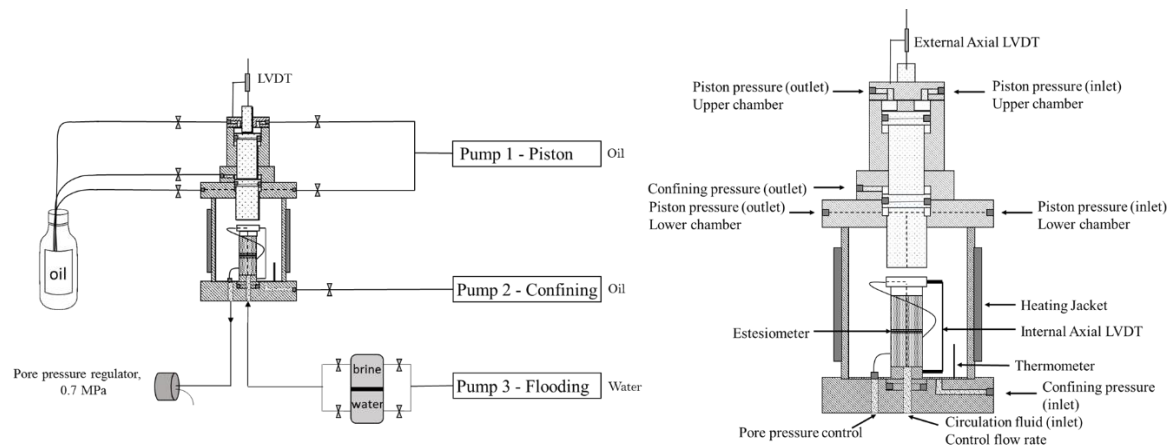 LVDT
Pump 1 - Piston
Oil
oil
Pump 2 - Confining
Oil
Pore pressure regulator,
0.7 MPa
brine
water
Pump 3 - Flooding
Water
External Axial LVDT
Piston pressure (outlet)
Upper chamber
Piston pressure (inlet)
Upper chamber
Confining pressure (outlet)
Piston pressure (outlet)
Lower chamber
Piston pressure (inlet)
Lower chamber
Heating Jacket
Estesiometer
Internal Axial LVDT
Thermometer
Confining pressure
(inlet)
Pore pressure control
Circulation fluid (inlet)
Control flow rate